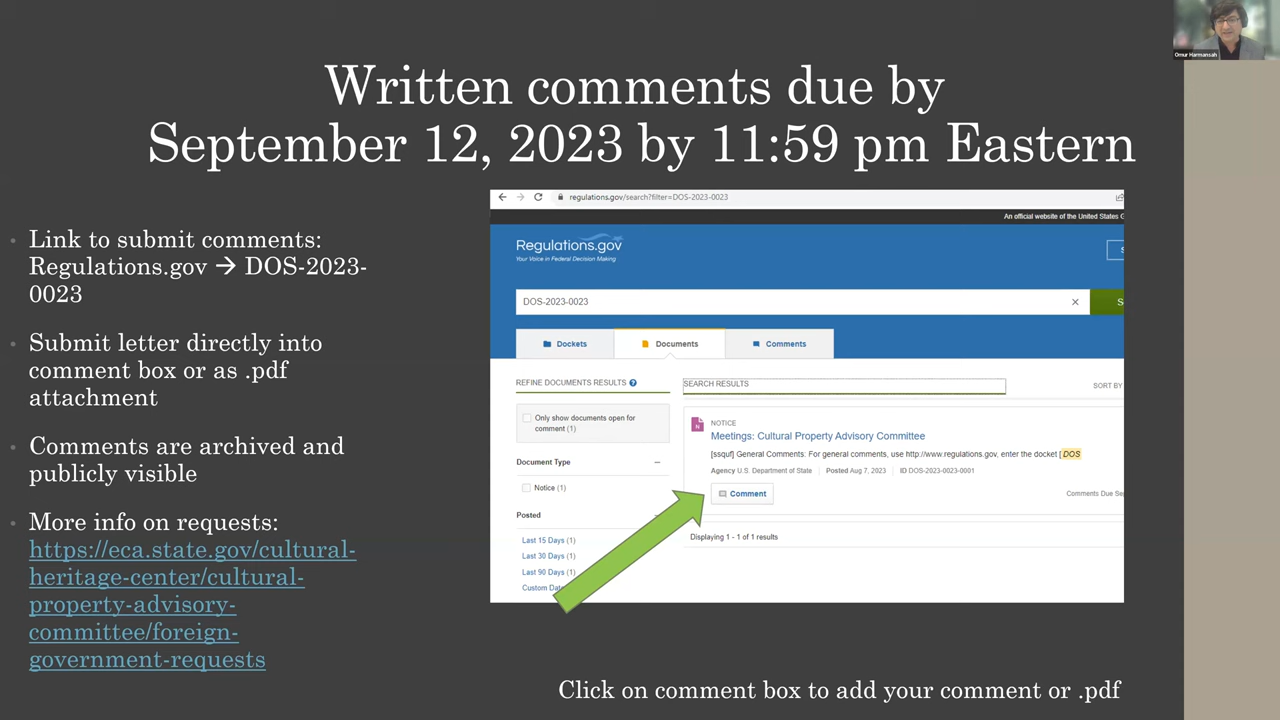 Omur Harmansah
Written comments due by
September 12, 2023 by 11:59 pm Eastern
• Link to submit comments:
Regulations.gov → DOS-2023-
0023
• Submit letter directly into
comment box or as .pdf
attachment
• Comments are archived and
publicly visible
• More info on requests:
https://eca.state.gov/cultural-
heritage-center/cultural-
property-advisory-
committee/foreign-
government-requests
regulations.gov/search?filter=DOS-2023-0023
An official website of the United States G
Regulations.gov
Your Voice in Federal Decision Making
S
DOS-2023-0023
S
Dockets
Documents
Comments
REFINE DOCUMENTS RESULTS ?
SEARCH RESULTS
SORT BY
Only show documents open for
comment (1)
N
NOTICE
Meetings: Cultural Property Advisory Committee
[ssquf] General Comments: For general comments, use http://www.regulations.gov, enter the docket [ DOS
Agency U.S. Department of State | Posted Aug 7, 2023 | ID DOS-2023-0023-0001
Document Type
Notice (1)
Comment
Comments Due Sep
Posted
Last 15 Days (1)
Last 30 Days (1)
Last 90 Days (1)
Custom Dat
Displaying 1 - 1 of 1 results
Click on comment box to add your comment or .pdf